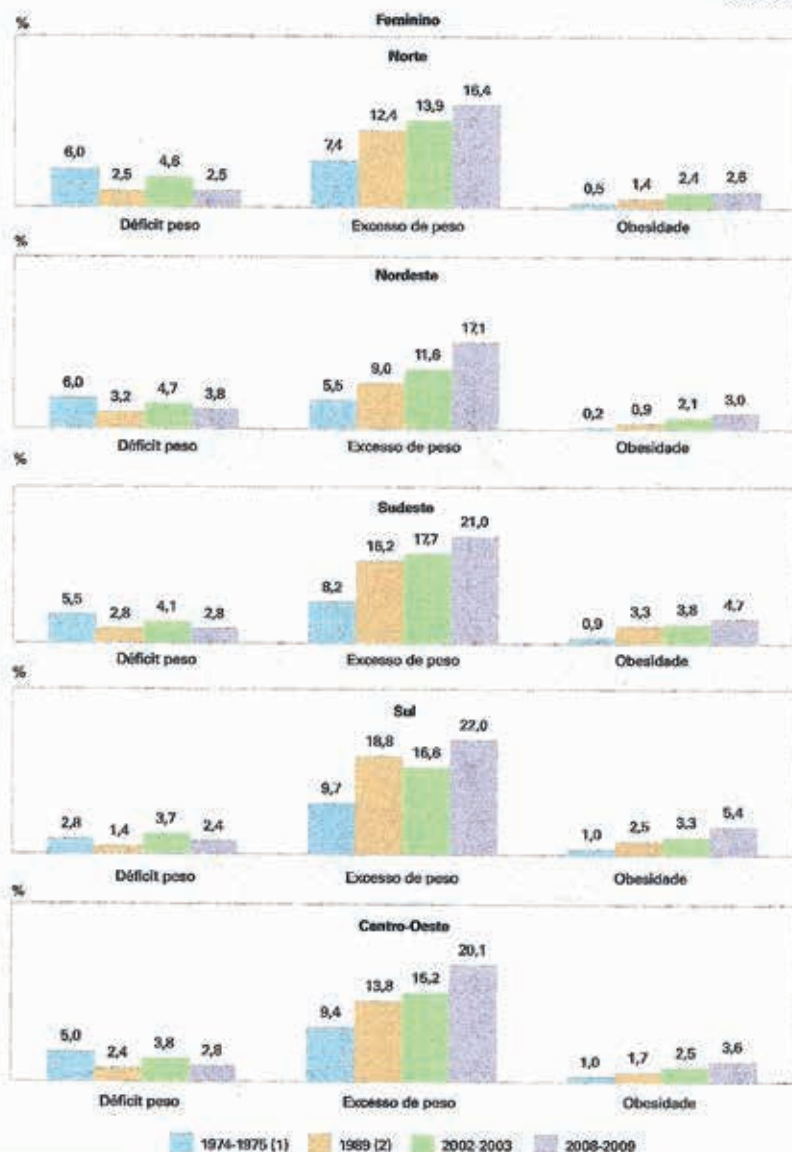 %
Feminino
Norte
6,0 2,5 4,6 2,5 7,4 12,4 13,9 16,4 0,5 1,4 2,4 2,6
Déficit peso Excesso de peso Obesidade
%
Nordeste
6,0 3,2 4,7 3,8 5,5 9,0 11,6 17,1 0,2 0,9 2,1 3,0
Déficit peso Excesso de peso Obesidade
%
Sudeste
5,5 2,8 4,1 2,8 8,2 16,2 17,7 21,0 0,9 3,3 3,8 4,7
Déficit peso Excesso de peso Obesidade
%
Sul
2,8 1,4 3,7 2,4 9,7 18,8 16,6 22,0 1,0 2,5 3,3 5,4
Déficit peso Excesso de peso Obesidade
%
Centro-Oeste
5,0 2,4 3,8 2,8 9,4 13,8 15,2 20,1 1,0 1,7 2,5 3,6
Déficit peso Excesso de peso Obesidade
1974-1975 (1) 1989 (2) 2002-2003 2008-2009